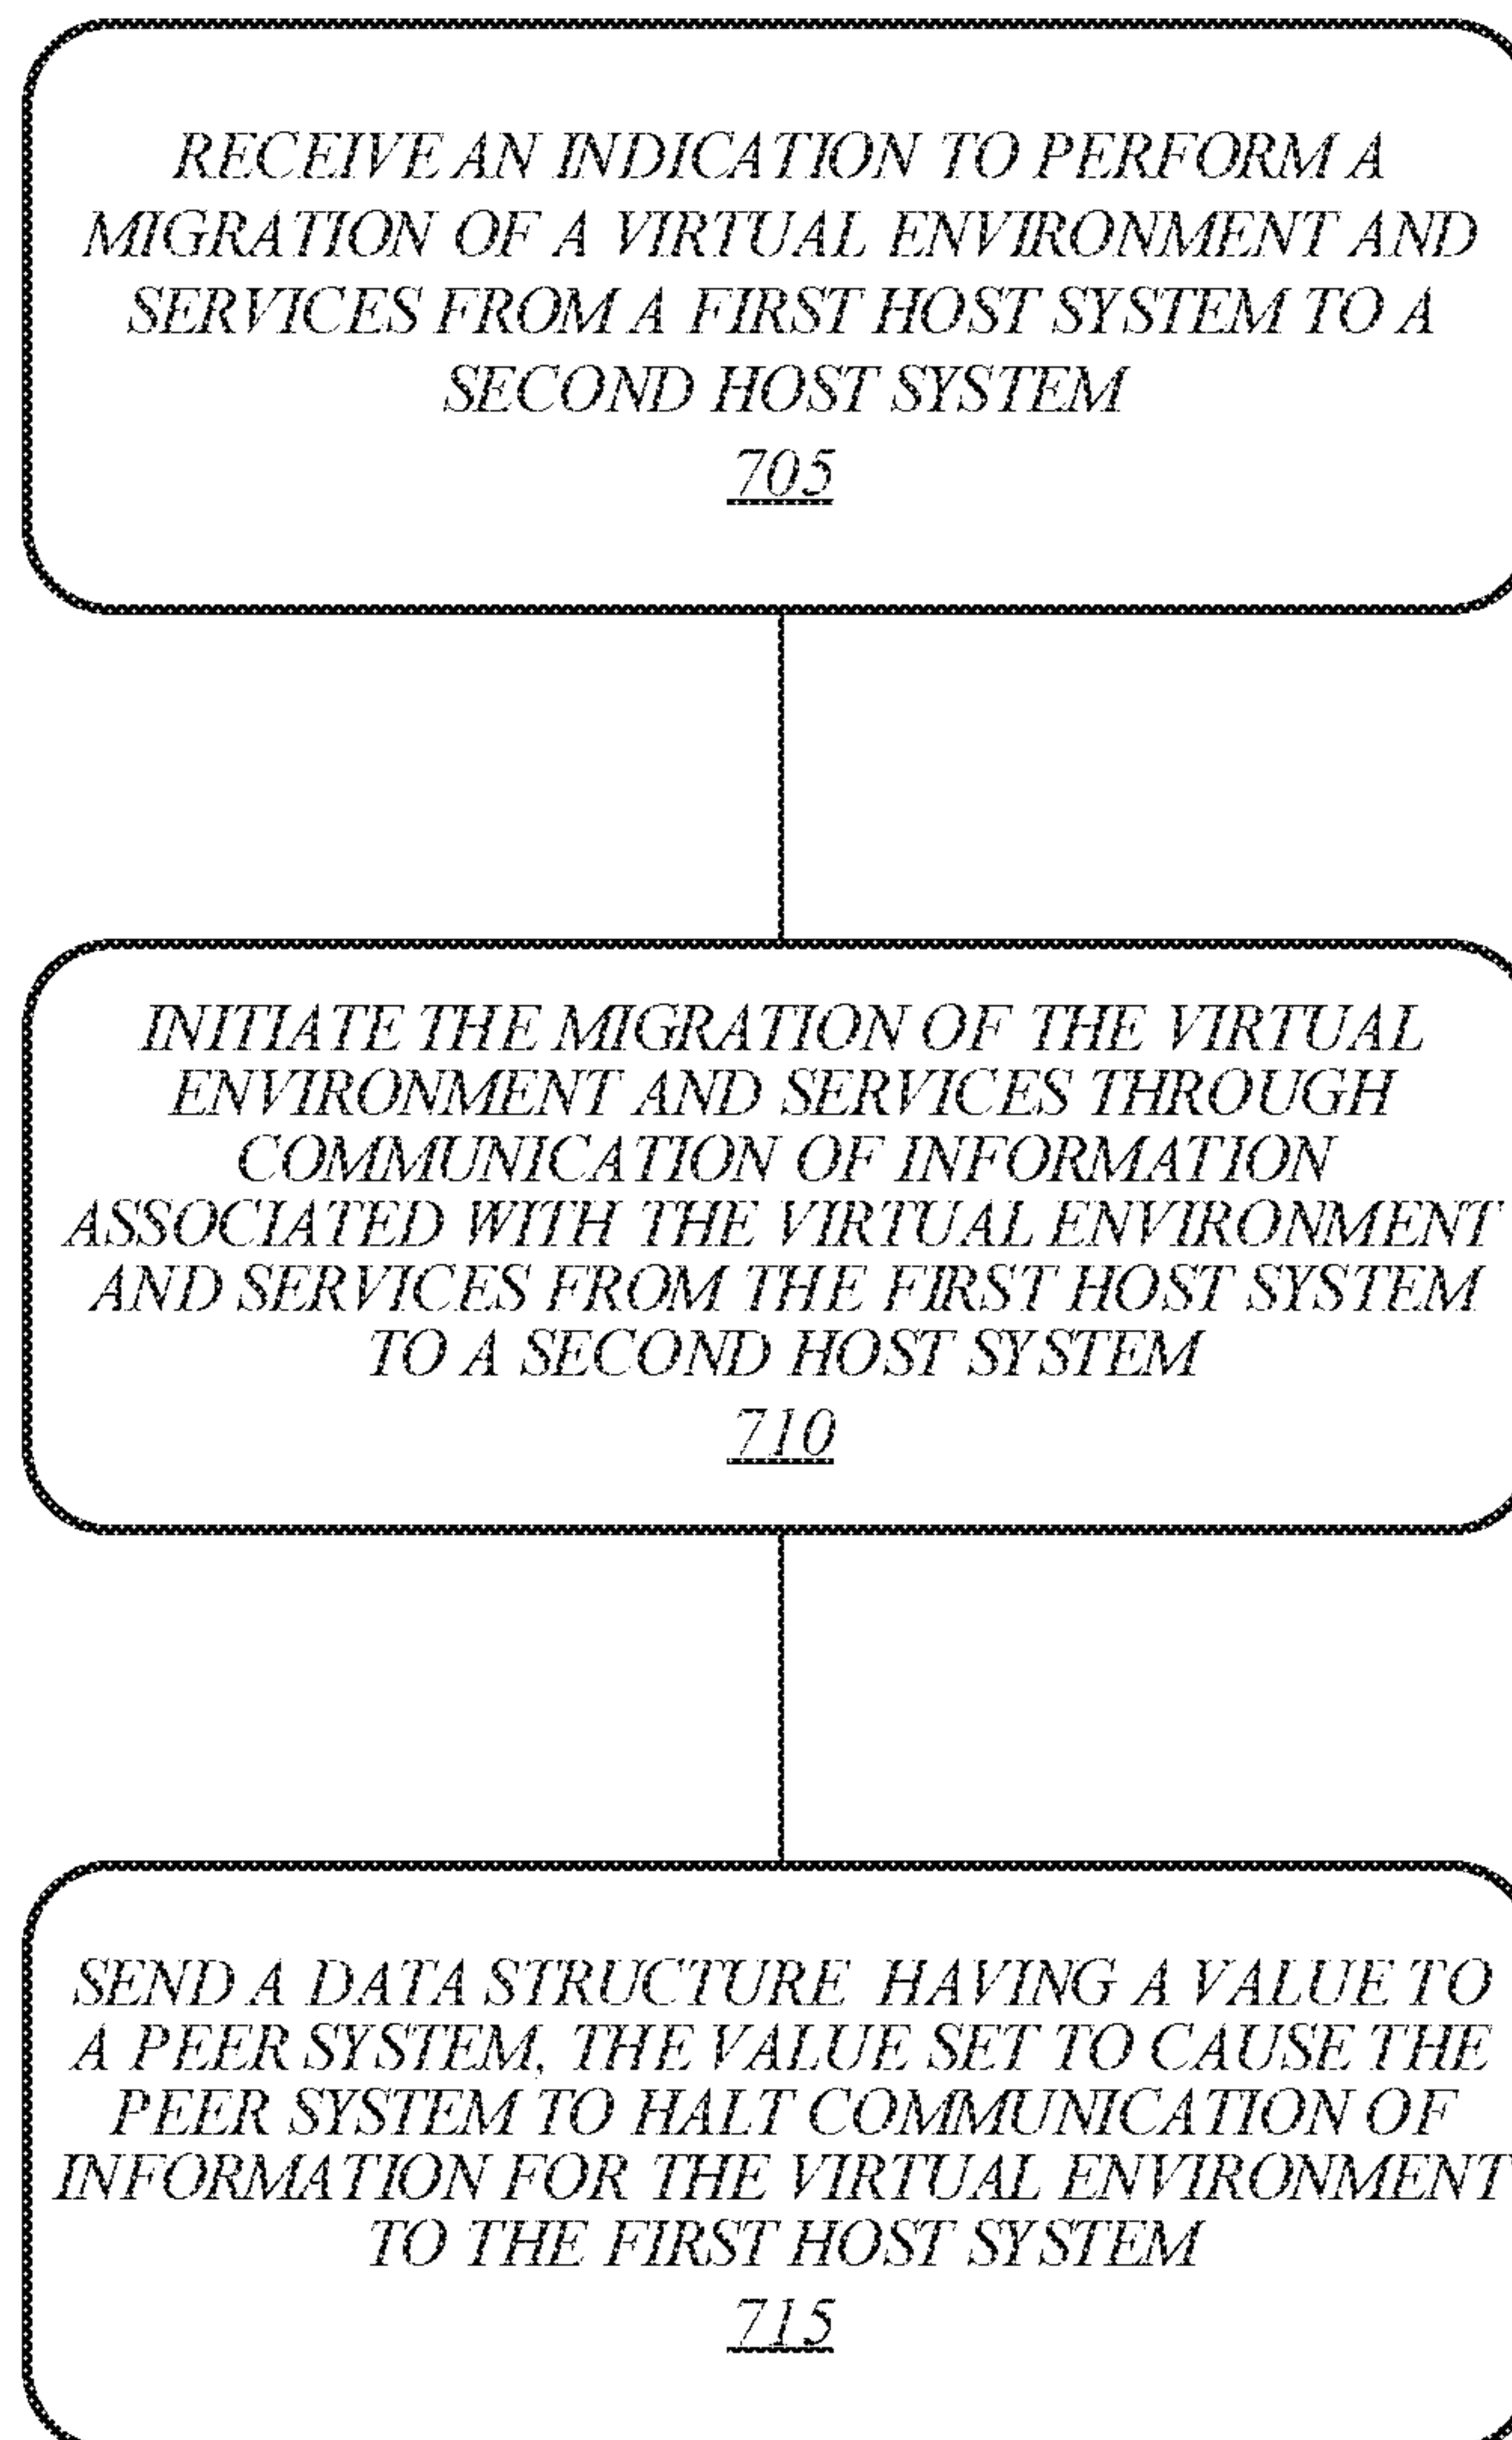 RECEIVE AN INDICATION TO PERFORM A
MIGRATION OF A VIRTUAL ENVIRONMENT AND
SERVICES FROM A FIRST HOST SYSTEM TO A
SECOND HOST SYSTEM
705
INITIATE THE MIGRATION OF THE VIRTUAL
ENVIRONMENT AND SERVICES THROUGH
COMMUNICATION OF INFORMATION
ASSOCIATED WITH THE VIRTUAL ENVIRONMENT
AND SERVICES FROM THE FIRST HOST SYSTEM
TO A SECOND HOST SYSTEM
710
SEND A DATA STRUCTURE HAVING A VALUE TO
A PEER SYSTEM, THE VALUE SET TO CAUSE THE
PEER SYSTEM TO HALT COMMUNICATION OF
INFORMATION FOR THE VIRTUAL ENVIRONMENT
TO THE FIRST HOST SYSTEM
715